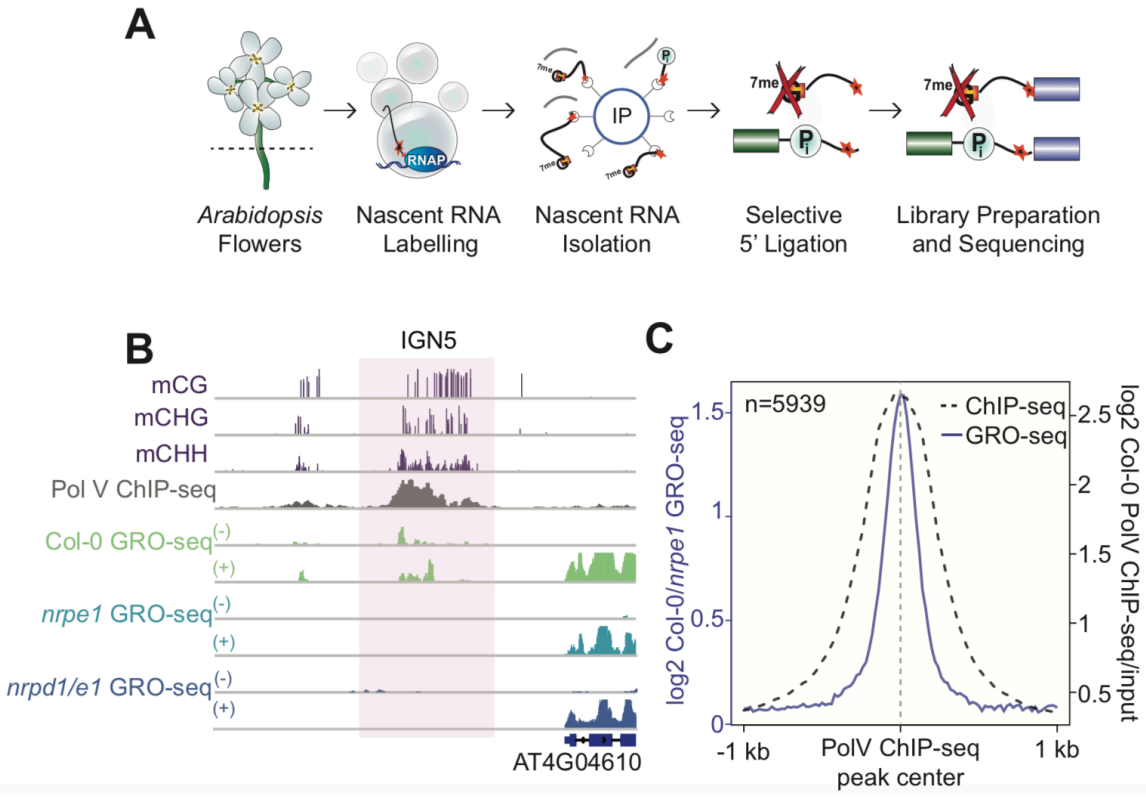 A
7me
Pi
RNAP
7me
7me
IP
7me
Pi
7me
Pi
Arabidopsis
Flowers
Nascent RNA
Labelling
Nascent RNA
Isolation
Selective
5’ Ligation
Library Preparation
and Sequencing
B
IGN5
mCG
mCHG
mCHH
Pol V ChIP-seq
Col-0 GRO-seq (-)
(+)
nrpe1 GRO-seq (-)
(+)
nrpd1/e1 GRO-seq (-)
(+)
AT4G04610
C
n=5939
ChIP-seq
GRO-seq
log2 Col-0/nrpe1 GRO-seq
1.5
1
0.5
0
log2 Col-0 PolV ChIP-seq/input
2.5
2
1.5
1
0.5
-1 kb
PolV ChIP-seq
peak center
1 kb